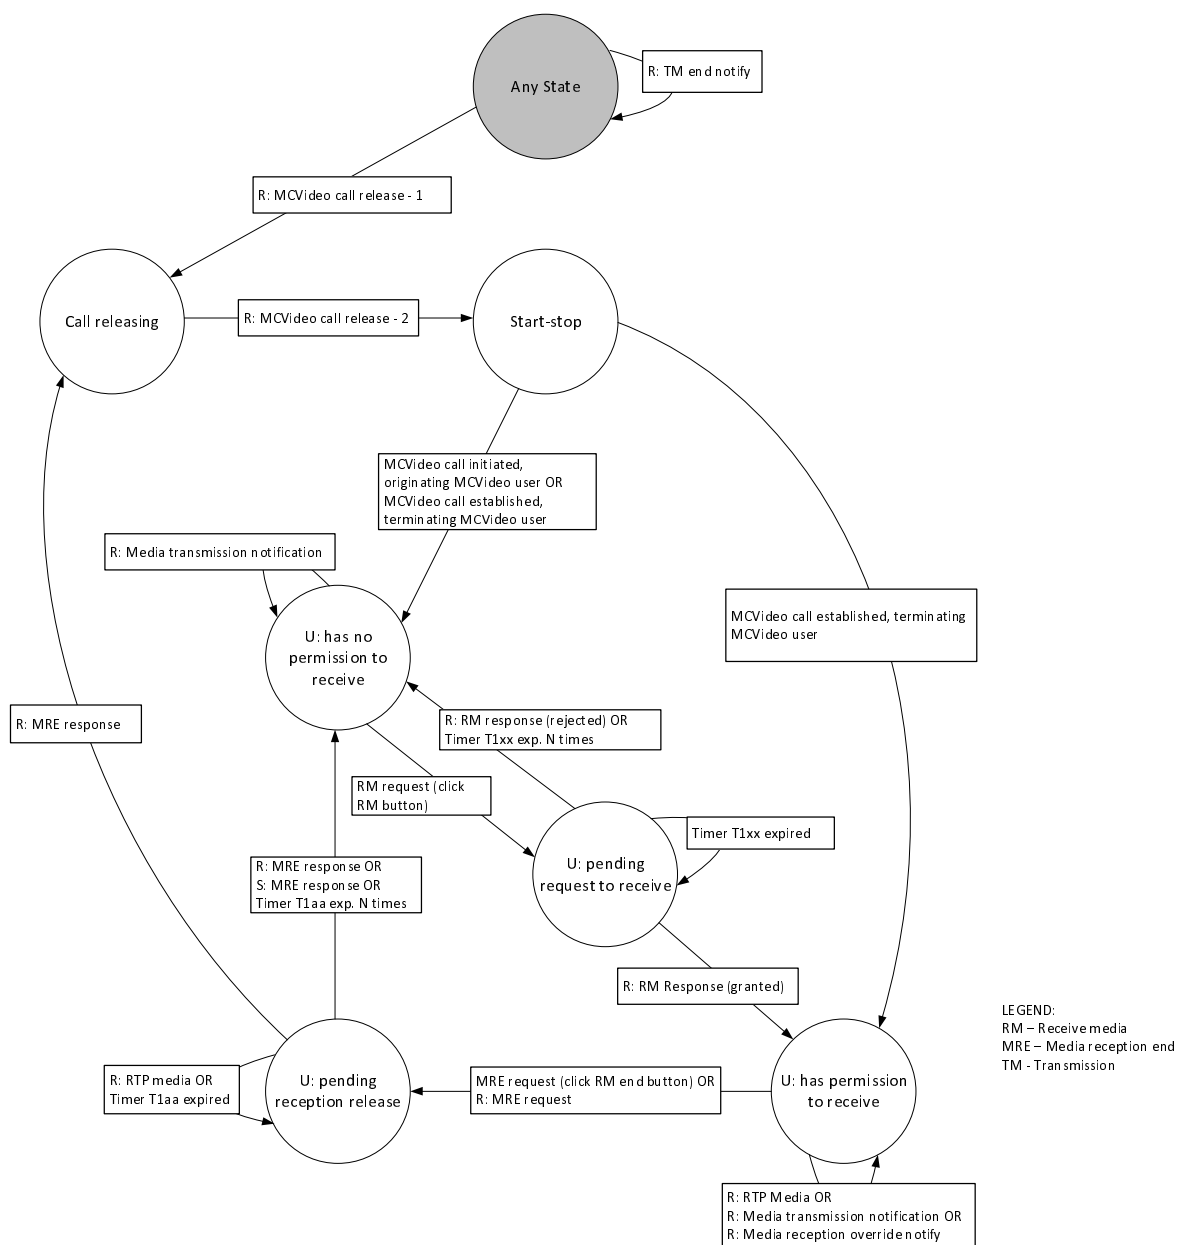 Any State
R: TM end notify
R: MCVideo call release - 1
Call releasing
R: MCVideo call release - 2
Start-stop
MCVideo call initiated,
originating MCVideo user OR
MCVideo call established,
terminating MCVideo user
R: Media transmission notification
MCVideo call established, terminating
MCVideo user
U: has no
permission to
receive
R: MRE response
R: RM response (rejected) OR
Timer T1xx exp. N times
RM request (click
RM button)
Timer T1xx expired
U: pending
request to receive
R: MRE response OR
S: MRE response OR
Timer T1aa exp. N times
R: RM Response (granted)
LEGEND:
RM – Receive media
MRE – Media reception end
TM - Transmission
R: RTP media OR
Timer T1aa expired
U: pending
reception release
MRE request (click RM end button) OR
R: MRE request
U: has permission
to receive
R: RTP Media OR
R: Media transmission notification OR
R: Media reception override notify